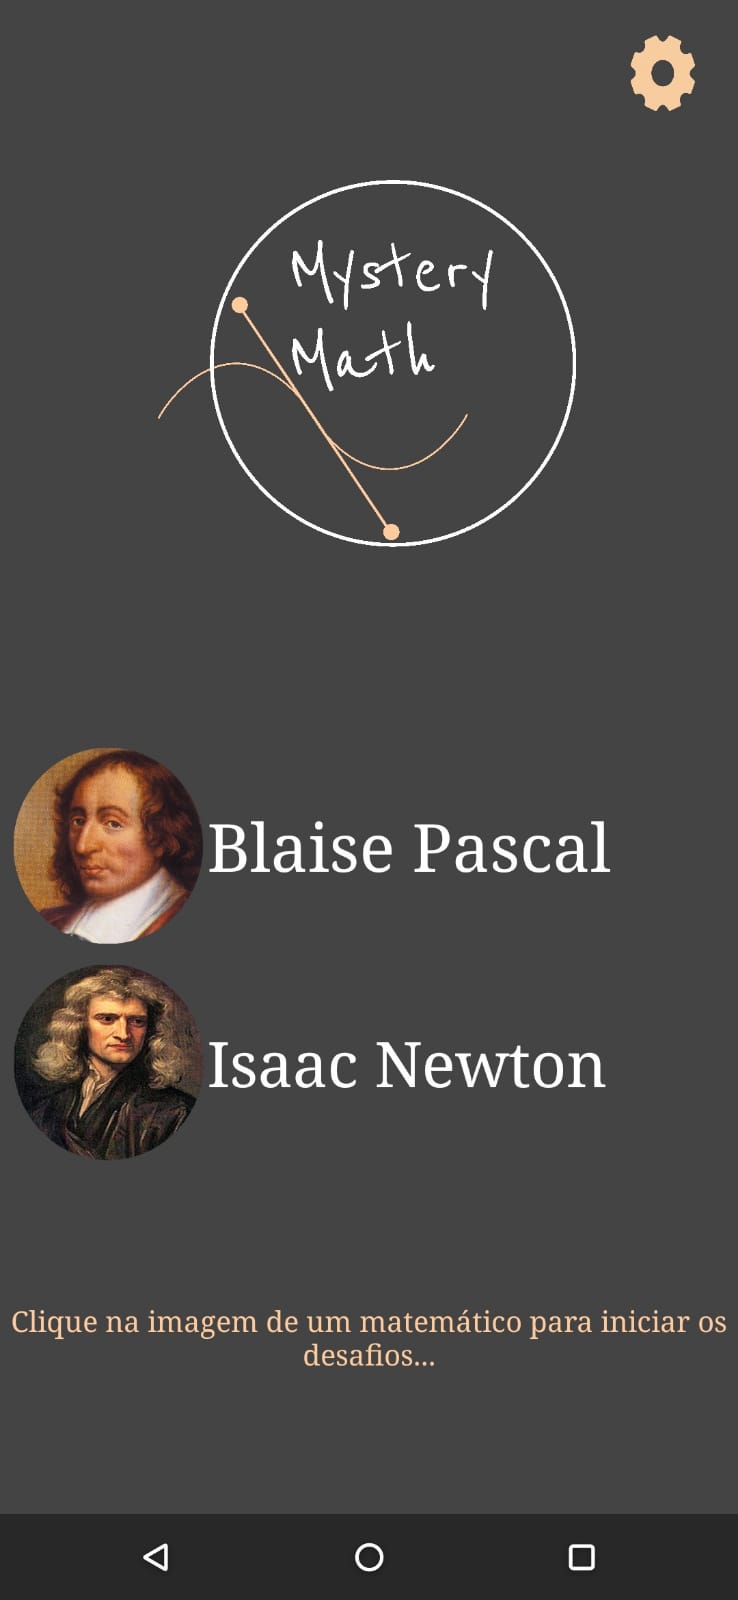 Mystery
Math
Blaise Pascal
Isaac Newton
Clique na imagem de um matemático para iniciar os
desafios...